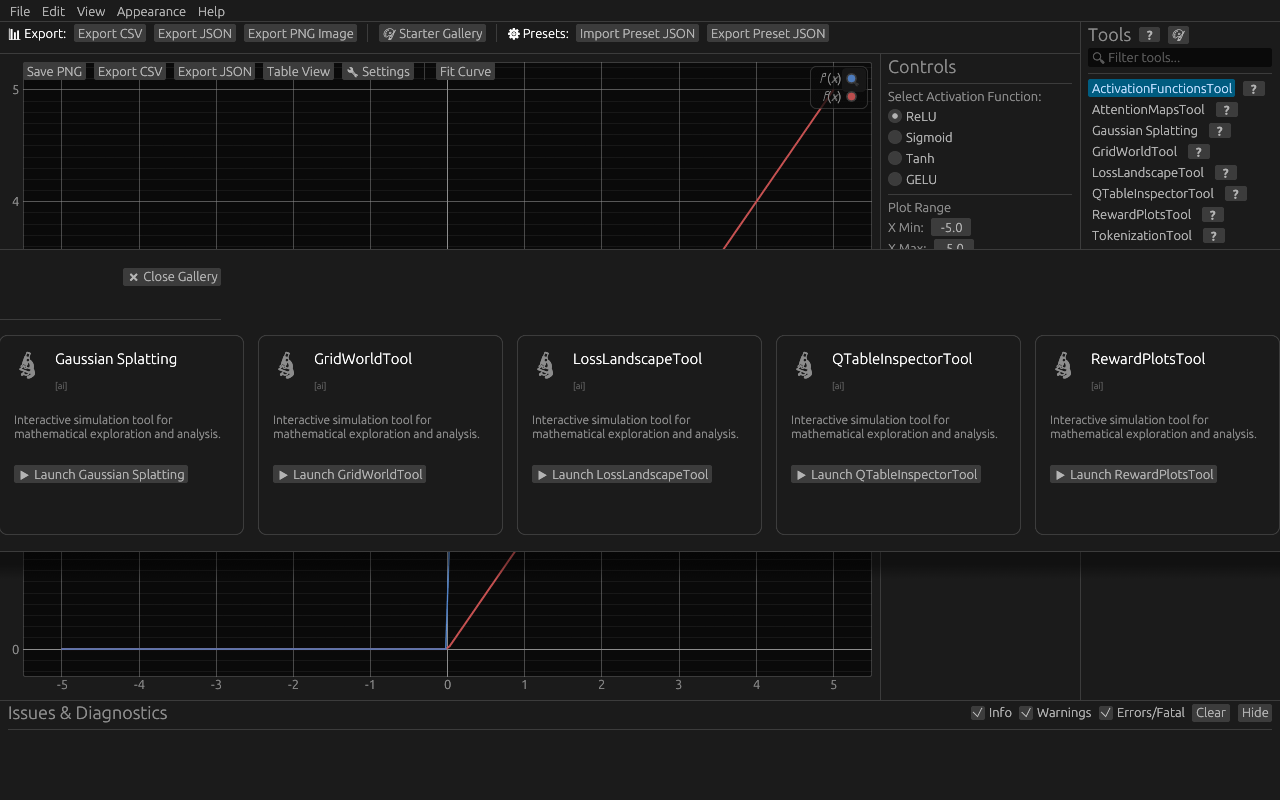 File Edit View Appearance Help
Export: Export CSV Export JSON Export PNG Image Starter Gallery Presets: Import Preset JSON Export Preset JSON
Tools ?
Filter tools...
Save PNG Export CSV Export JSON Table View Settings Fit Curve
f'(x)
f(x)
5
4
Controls
Select Activation Function:
ReLU
Sigmoid
Tanh
GELU
Plot Range
X Min: -5.0
X Max: 5.0
ActivationFunctionsTool ?
AttentionMapsTool ?
Gaussian Splatting ?
GridWorldTool ?
LossLandscapeTool ?
QTableInspectorTool ?
RewardPlotsTool ?
TokenizationTool ?
Close Gallery
Gaussian Splatting
[ai]
Interactive simulation tool for
mathematical exploration and analysis.
Launch Gaussian Splatting
GridWorldTool
[ai]
Interactive simulation tool for
mathematical exploration and analysis.
Launch GridWorldTool
LossLandscapeTool
[ai]
Interactive simulation tool for
mathematical exploration and analysis.
Launch LossLandscapeTool
QTableInspectorTool
[ai]
Interactive simulation tool for
mathematical exploration and analysis.
Launch QTableInspectorTool
RewardPlotsTool
[ai]
Interactive simulation tool for
mathematical exploration and analysis.
Launch RewardPlotsTool
0
-5 -4 -3 -2 -1 0 1 2 3 4 5
Issues & Diagnostics
Info Warnings Errors/Fatal Clear Hide